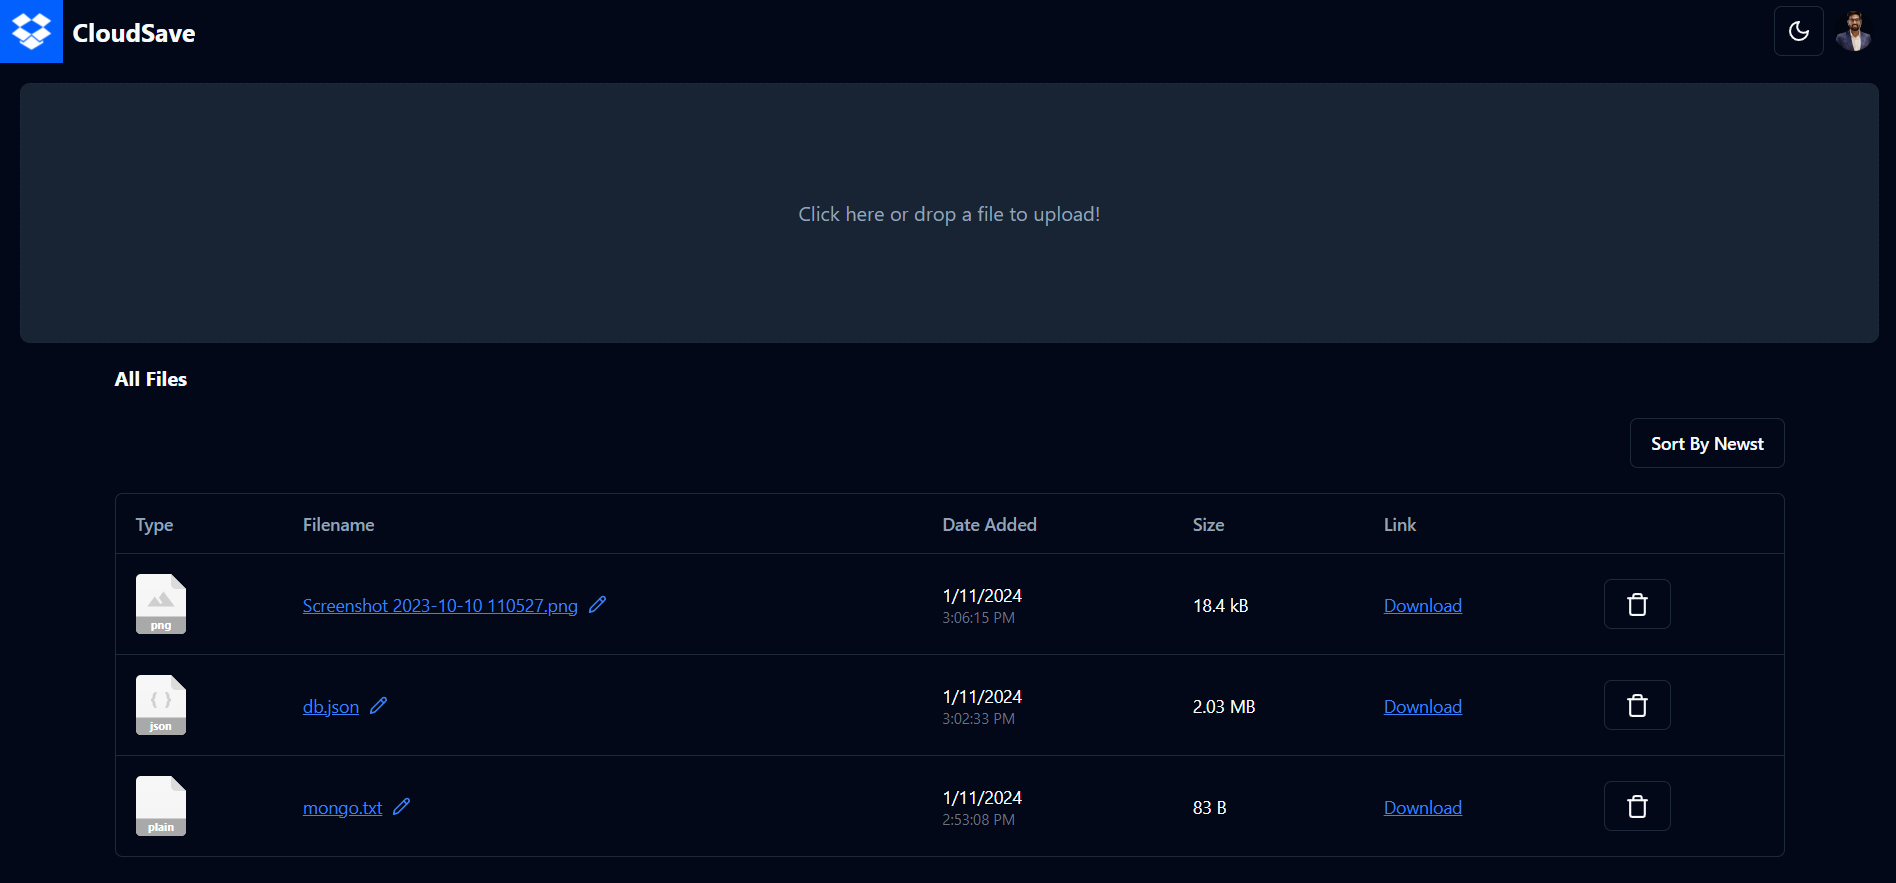 CloudSave
Click here or drop a file to upload!
All Files
Sort By Newst
Type Filename Date Added Size Link
png Screenshot 2023-10-10 110527.png 1/11/2024 3:06:15 PM 18.4 kB Download
json db.json 1/11/2024 3:02:33 PM 2.03 MB Download
plain mongo.txt 1/11/2024 2:53:08 PM 83 B Download